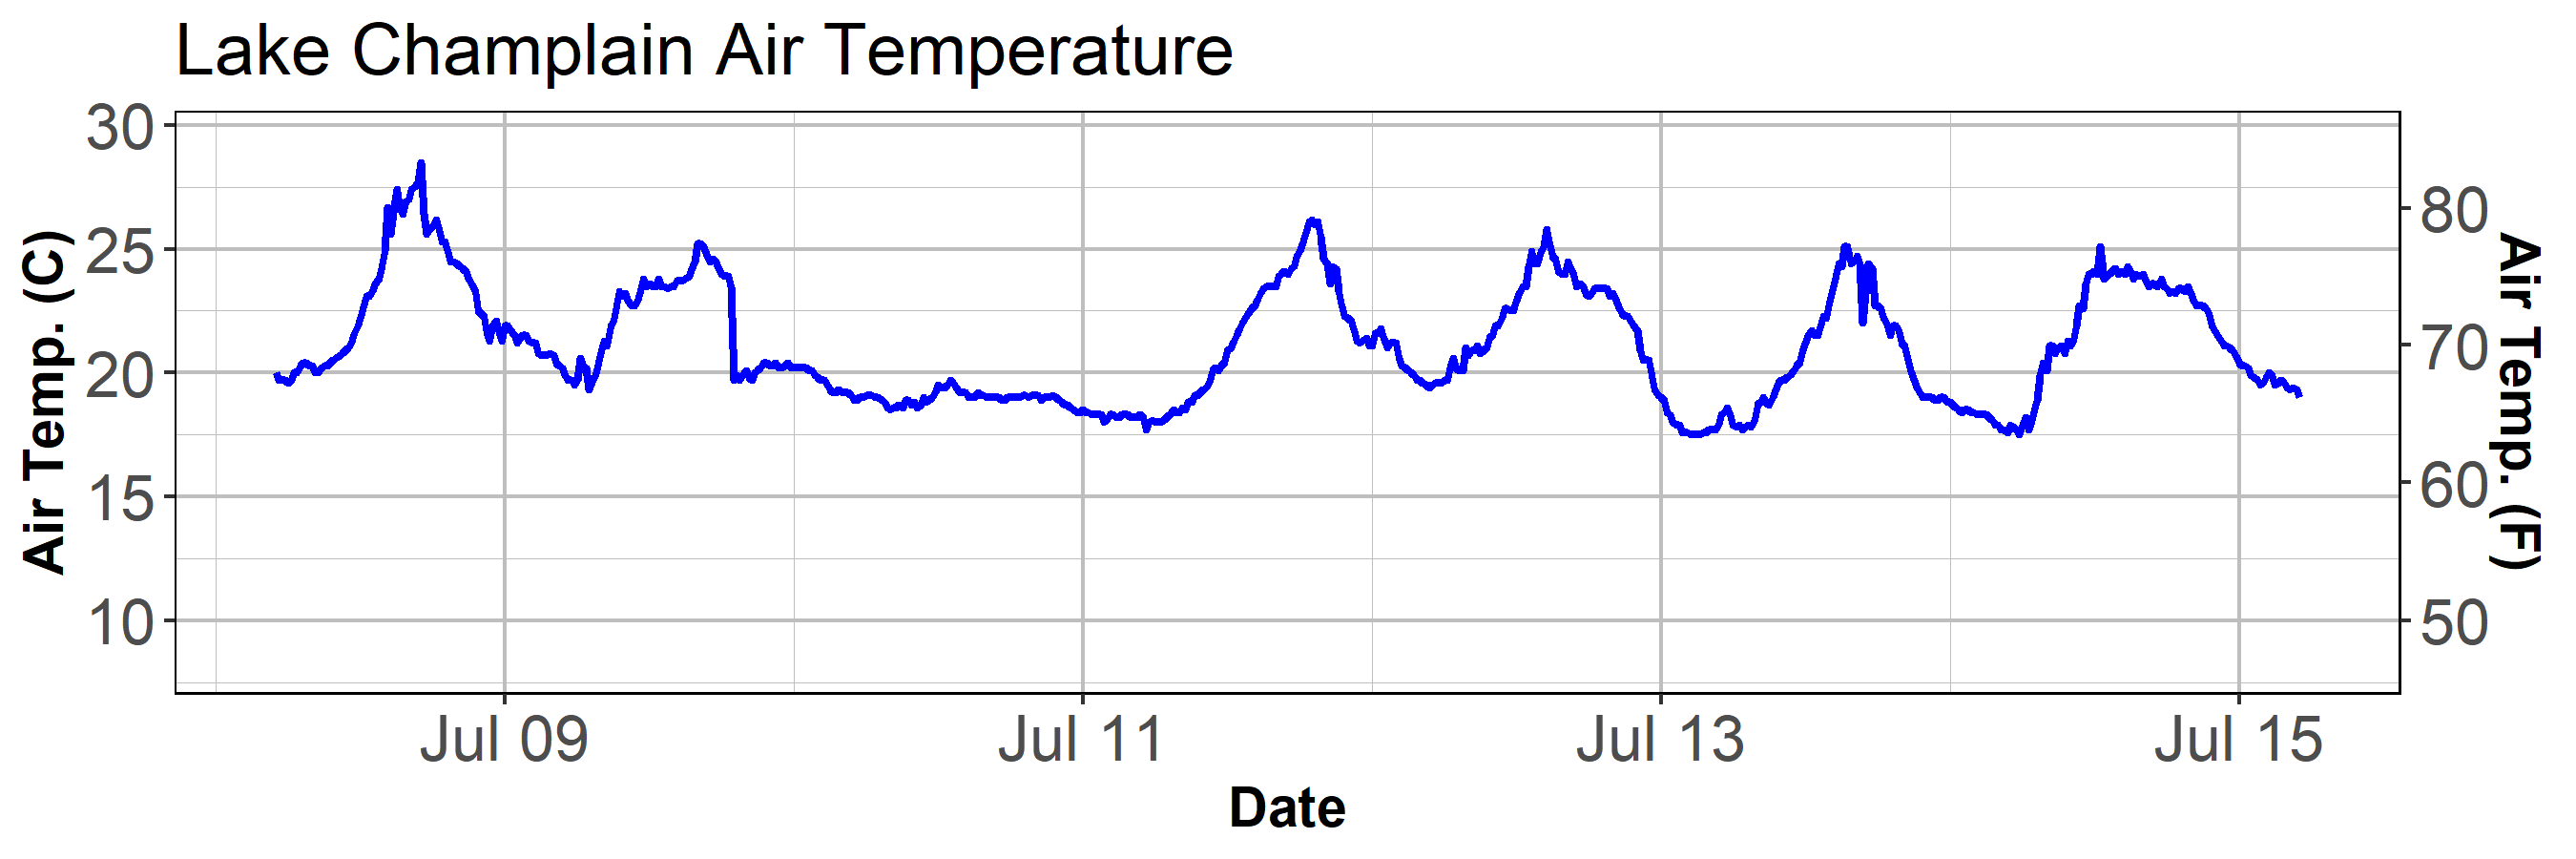 Lake Champlain Air Temperature
30
25
20
15
10
Air Temp. (C)
80
70
60
50
Air Temp. (F)
Jul 09
Jul 11
Jul 13
Jul 15
Date